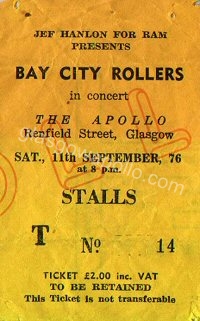 JEF HANLON FOR RAM
PRESENTS
BAY CITY ROLLERS
in concert
THE APOLLO
Renfield Street, Glasgow
SAT., 11th SEPTEMBER, 76
at 8 p.m.
STALLS
T No 14
TICKET £2.00 inc. VAT
TO BE RETAINED
This Ticket is not transferable